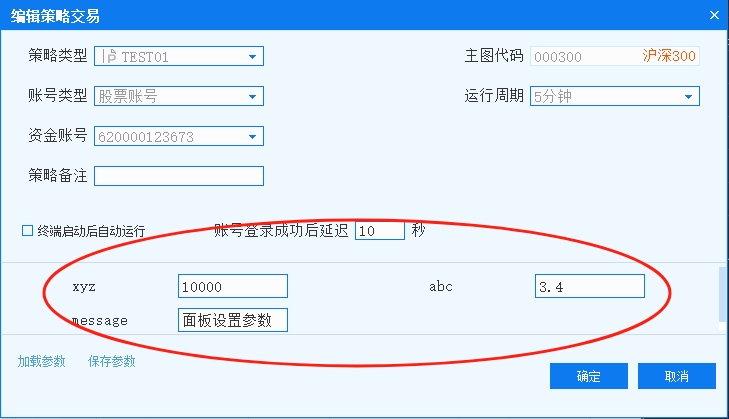 编辑策略交易
策略类型 TEST01 主图代码 000300 沪深300
账号类型 股票账号 运行周期 5分钟
资金账号 620000123673
策略备注
终端启动后自动运行 账号登录成功后延迟 10 秒
xyz 10000 abc 3.4
message 面板设置参数
加载参数 保存参数
确定 取消